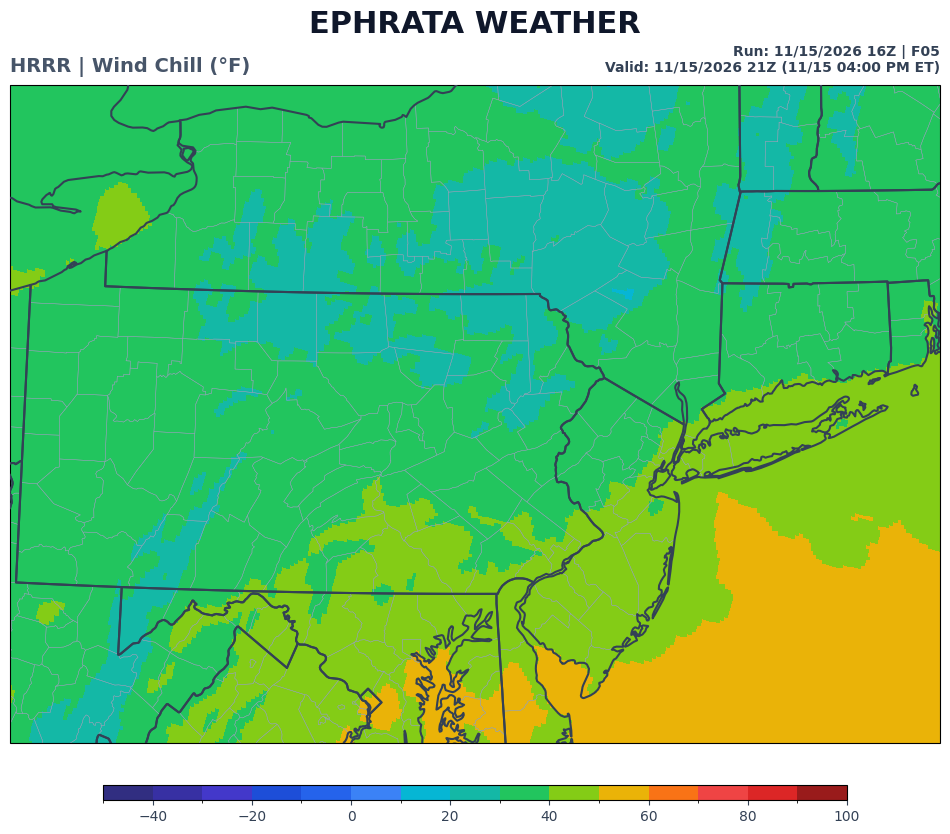 EPHRATA WEATHER
HRRR | Wind Chill (°F)
Run: 11/15/2026 16Z | F05
Valid: 11/15/2026 21Z (11/15 04:00 PM ET)
−40 −20 0 20 40 60 80 100